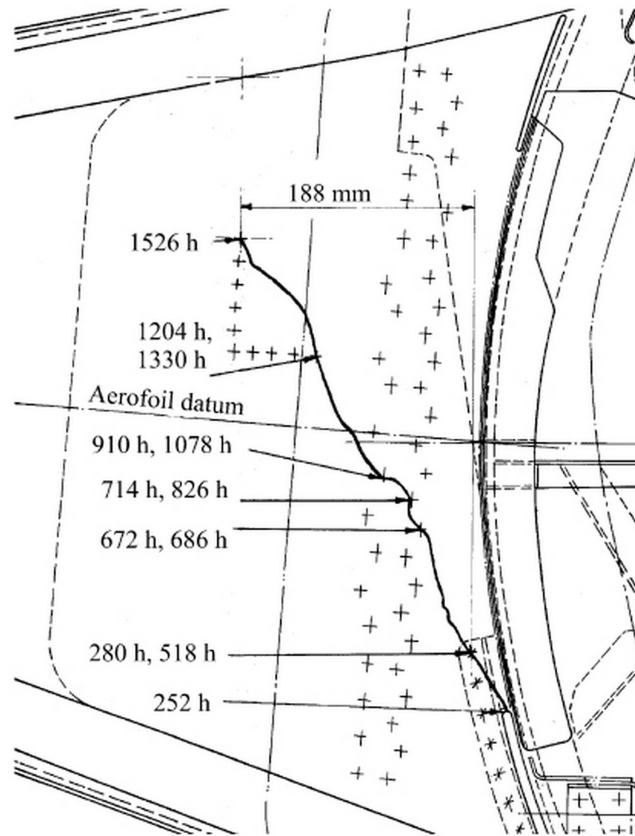 188 mm
1526 h
1204 h,
1330 h
Aerofoil datum
910 h, 1078 h
714 h, 826 h
672 h, 686 h
280 h, 518 h
252 h